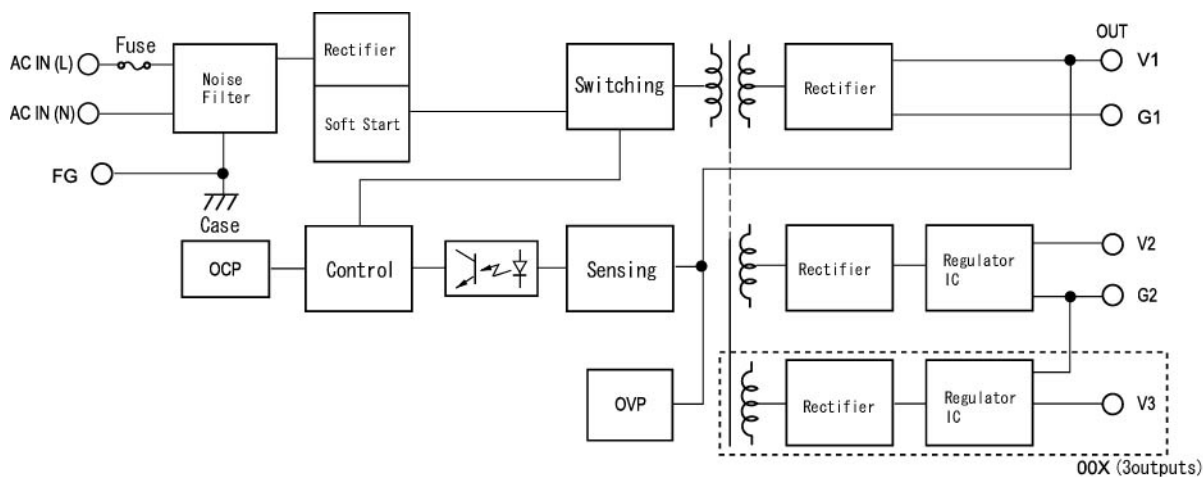 OUT
AC IN (L)
Fuse
Noise
Filter
Rectifier
Soft Start
Switching
Rectifier
V1
AC IN (N)
G1
FG
Case
OCP
Control
Sensing
Rectifier
Regulator
IC
V2
G2
OVP
Rectifier
Regulator
IC
V3
OOX (3outputs)